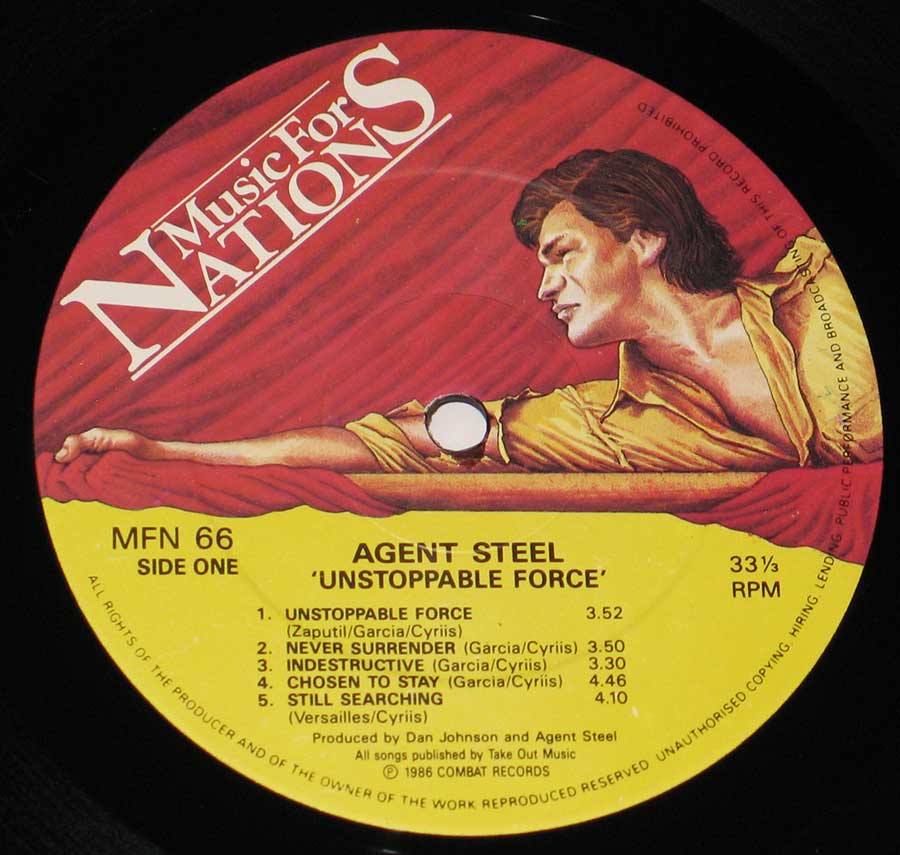 Music For
NATIONS
MFN 66
SIDE ONE
AGENT STEEL
'UNSTOPPABLE FORCE'
33⅓
RPM
1. UNSTOPPABLE FORCE 3.52
(Zaputil/Garcia/Cyriis)
2. NEVER SURRENDER (Garcia/Cyriis) 3.50
3. INDESTRUCTIVE (Garcia/Cyriis) 3.30
4. CHOSEN TO STAY (Garcia/Cyriis) 4.46
5. STILL SEARCHING 4.10
(Versailles/Cyriis)
Produced by Dan Johnson and Agent Steel
All songs published by Take Out Music
Ⓟ 1986 COMBAT RECORDS
ALL RIGHTS OF THE PRODUCER AND OF THE OWNER OF THE WORK REPRODUCED RESERVED. UNAUTHORISED COPYING, HIRING, LENDING, PUBLIC PERFORMANCE AND BROADCASTING OF THIS RECORD PROHIBITED